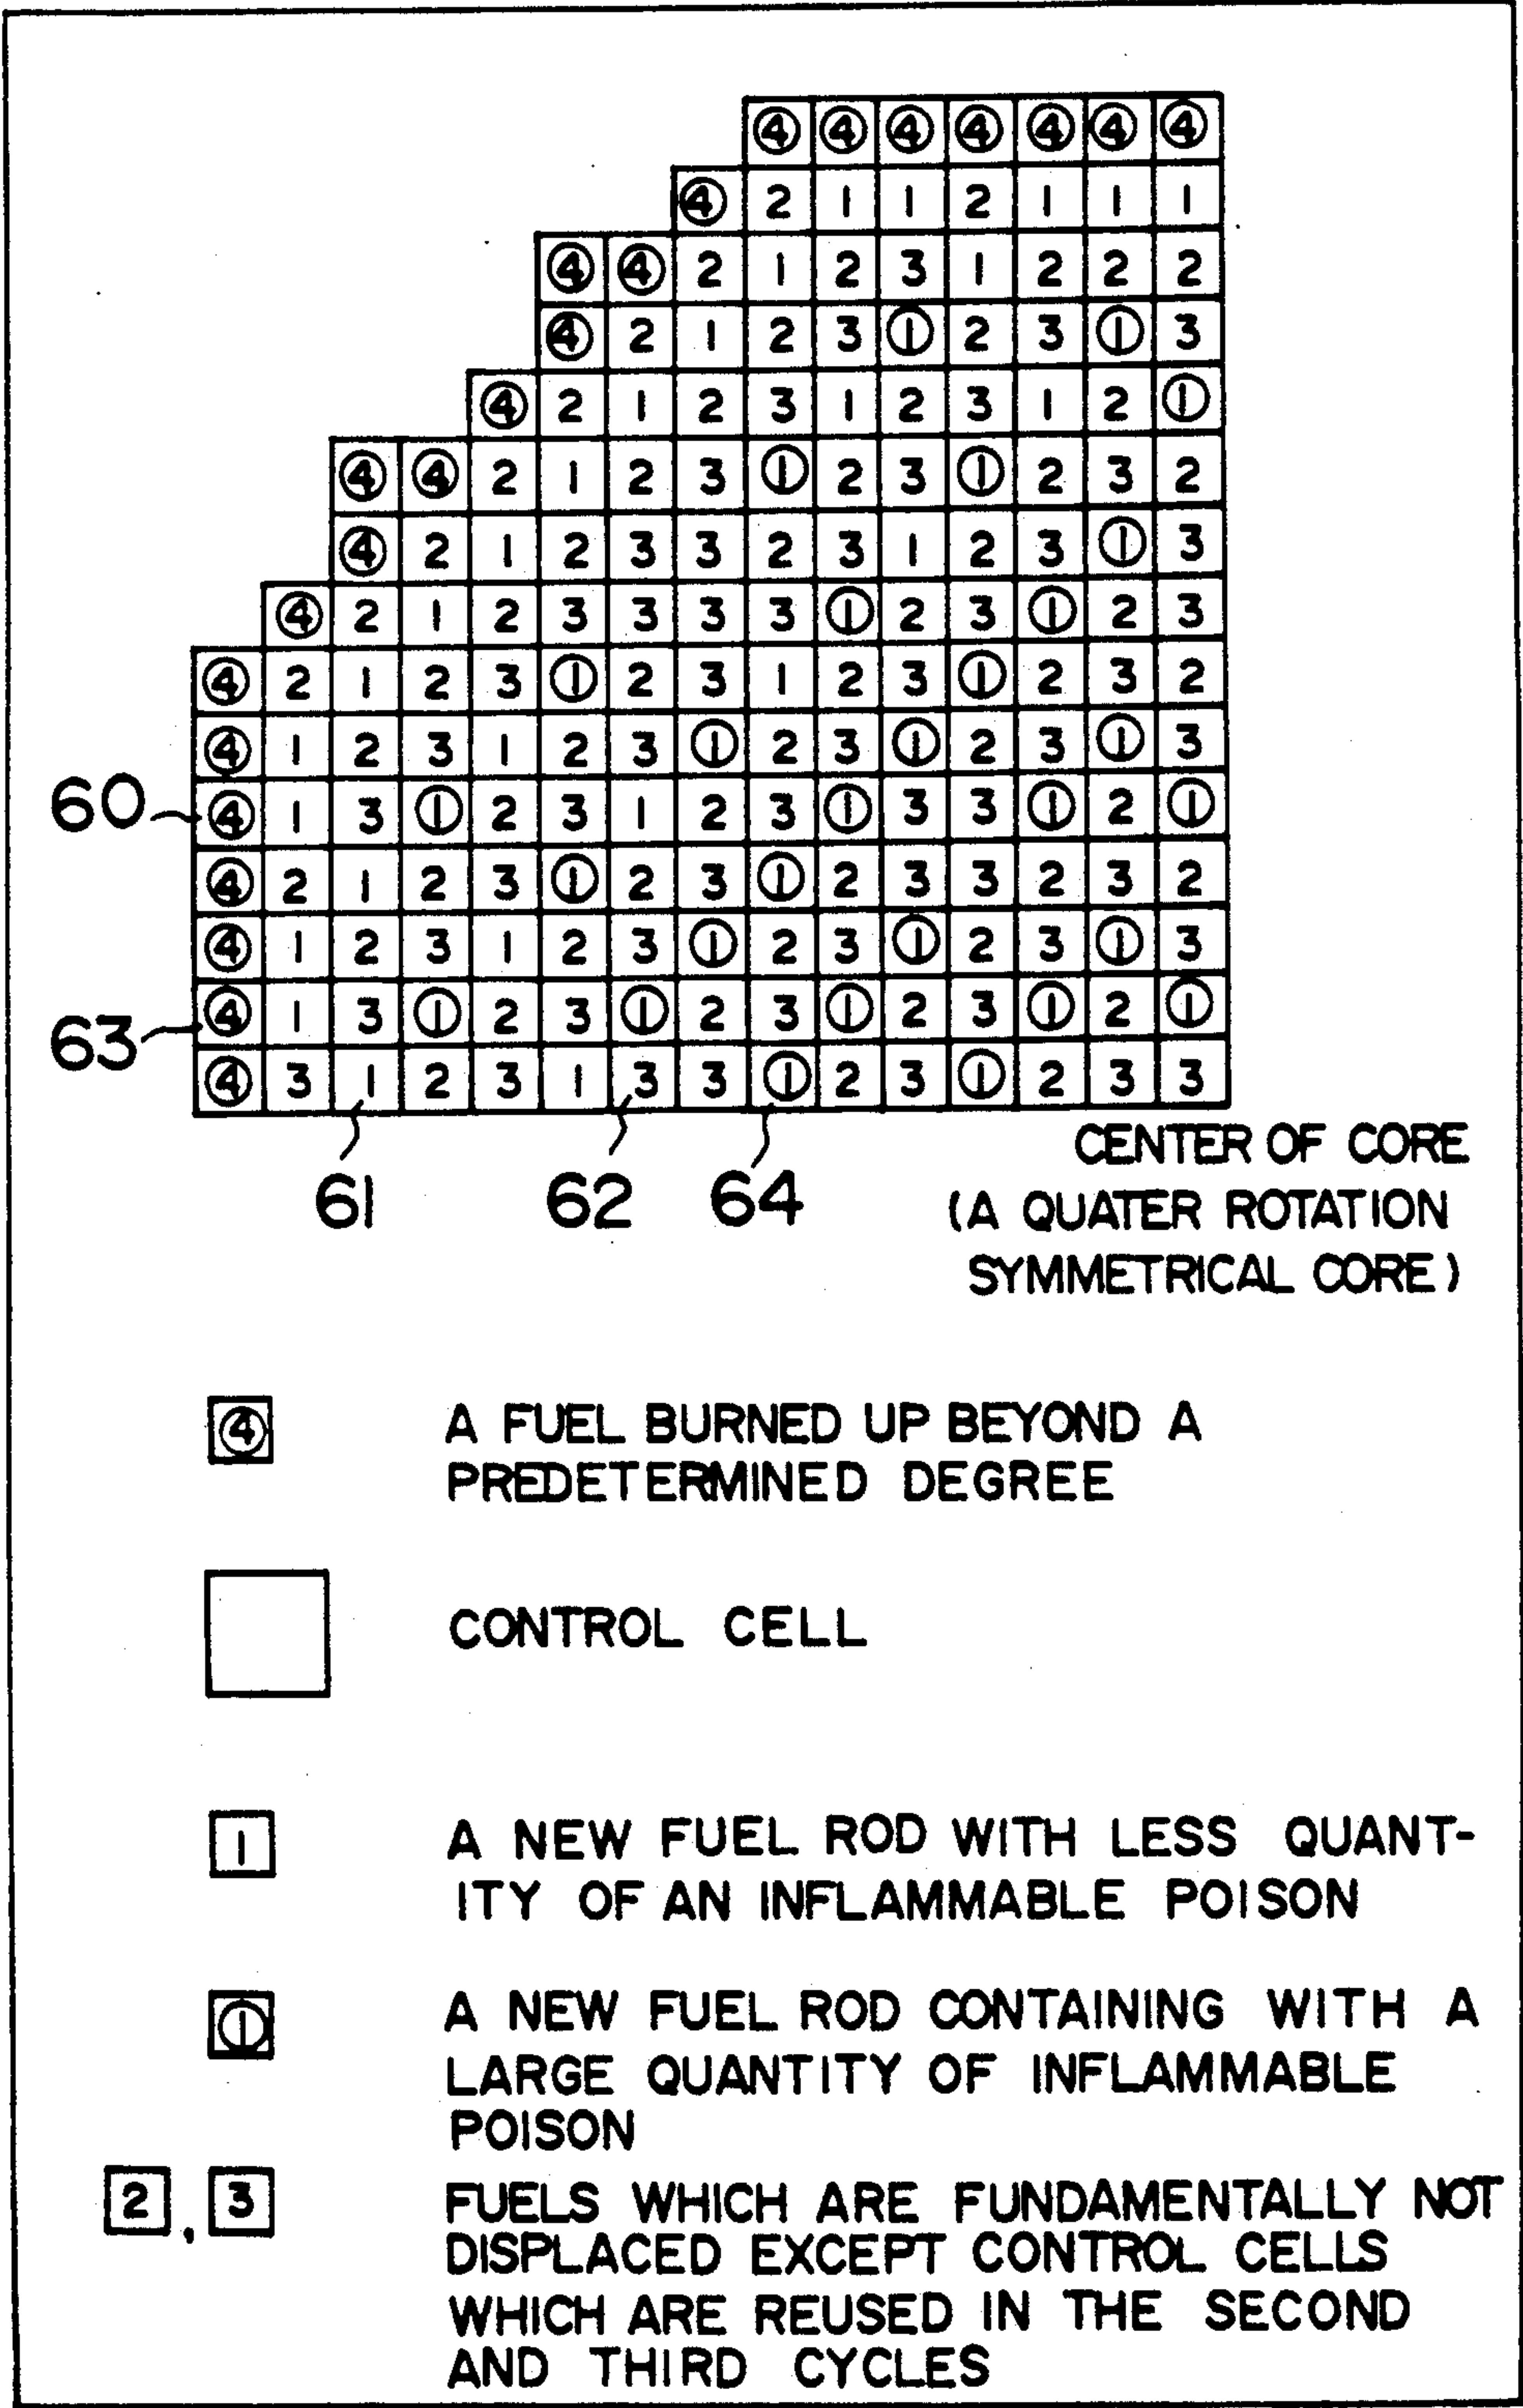 ④ ④ ④ ④ ④ ④ ④
④ 2 1 1 2 1 1 1
④ ④ 2 1 2 3 1 2 2 2
④ 2 1 2 3 ① 2 3 ① 3
④ 2 1 2 3 1 2 3 1 2 ①
④ ④ 2 1 2 3 ① 2 3 ① 2 3 2
④ 2 1 2 3 3 2 3 1 2 3 ① 3
④ 2 1 2 3 3 3 3 ① 2 3 ① 2 3
④ 2 1 2 3 ① 2 3 1 2 3 ① 2 3 2
④ 1 2 3 1 2 3 ① 2 3 ① 2 3 ① 3
60 ④ 1 3 ① 2 3 1 2 3 ① 3 3 ① 2 ①
④ 2 1 2 3 ① 2 3 ① 2 3 3 2 3 2
④ 1 2 3 1 2 3 ① 2 3 ① 2 3 ① 3
63 ④ 1 3 ① 2 3 ① 2 3 ① 2 3 ① 2 ①
④ 3 1 2 3 1 3 3 ① 2 3 ① 2 3 3
61 62 64
CENTER OF CORE
(A QUATER ROTATION
SYMMETRICAL CORE)
④ A FUEL BURNED UP BEYOND A
PREDETERMINED DEGREE
CONTROL CELL
1 A NEW FUEL ROD WITH LESS QUANT-
ITY OF AN INFLAMMABLE POISON
① A NEW FUEL ROD CONTAINING WITH A
LARGE QUANTITY OF INFLAMMABLE
POISON
2, 3 FUELS WHICH ARE FUNDAMENTALLY NOT
DISPLACED EXCEPT CONTROL CELLS
WHICH ARE REUSED IN THE SECOND
AND THIRD CYCLES